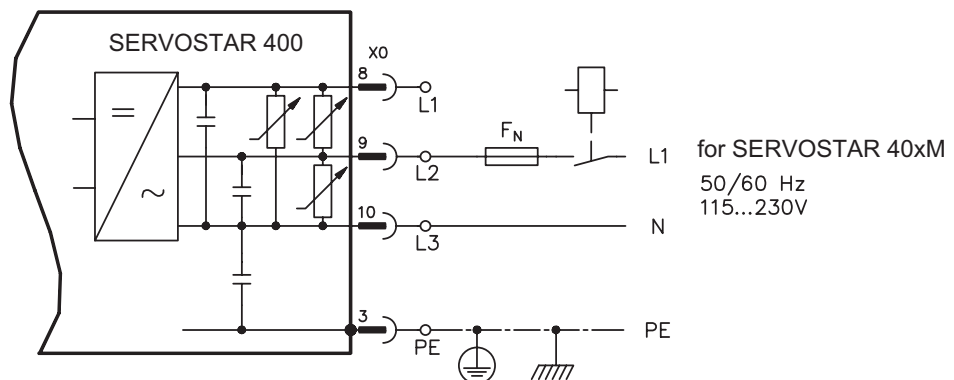 SERVOSTAR 400
X0
8
L1
9
L2
F_N
L1
for SERVOSTAR 40xM
50/60 Hz
115...230V
10
L3
N
3
PE
PE